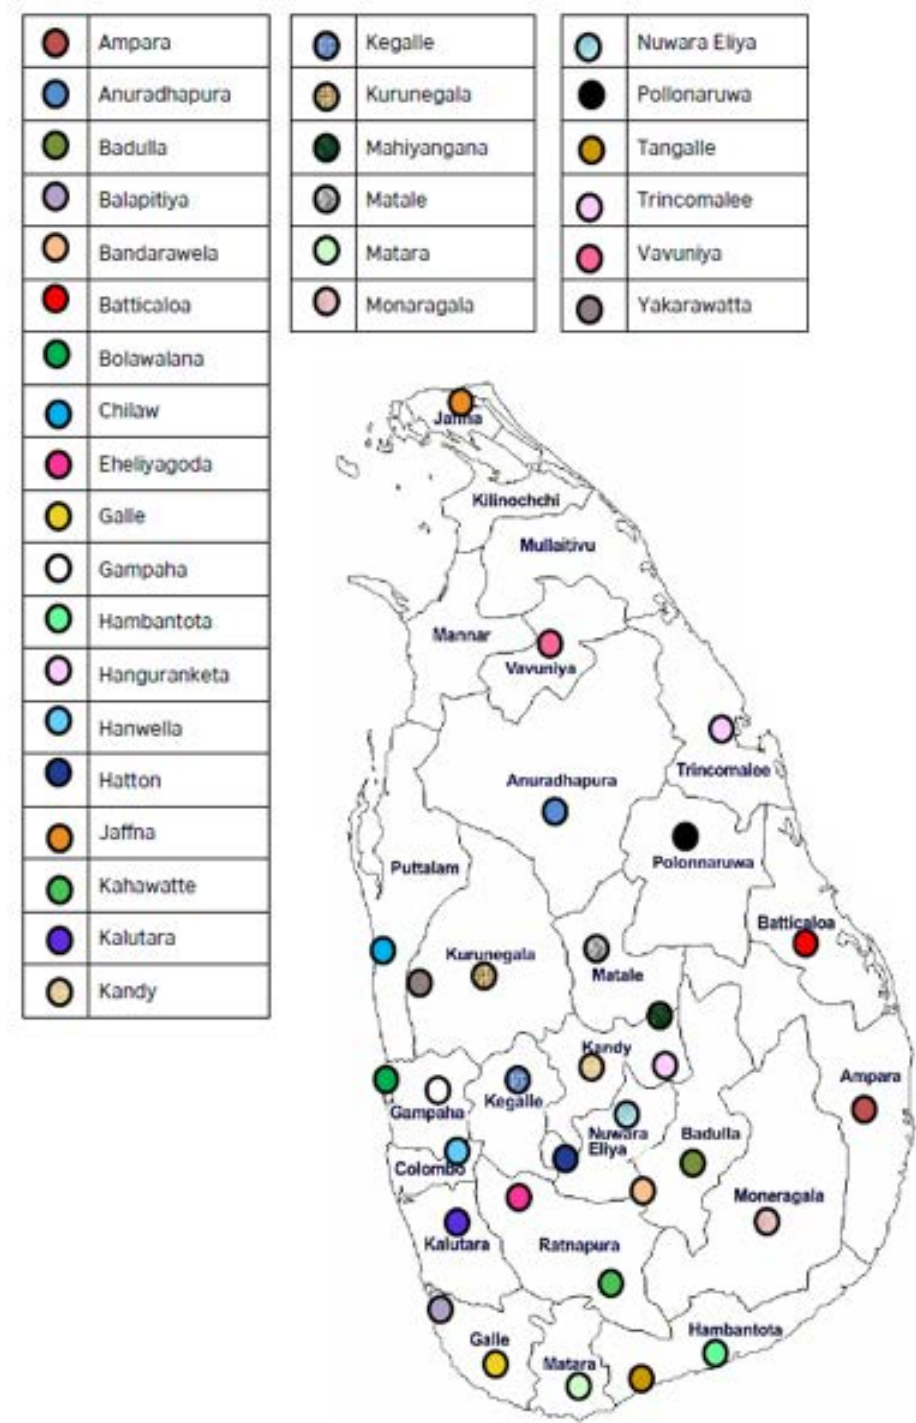 Ampara
Anuradhapura
Badulla
Balapitiya
Bandarawela
Batticaloa
Bolawalana
Chilaw
Eheliyagoda
Galle
Gampaha
Hambantota
Hanguranketa
Hanwella
Hatton
Jaffna
Kahawatte
Kalutara
Kandy
Kegalle
Kurunegala
Mahiyangana
Matale
Matara
Monaragala
Nuwara Eliya
Pollonaruwa
Tangalle
Trincomalee
Vavuniya
Yakarawatta
Jaffna
Kilinochchi
Mullaitivu
Mannar
Vavuniya
Trincomalee
Anuradhapura
Polonnaruwa
Puttalam
Batticaloa
Kurunegala
Matale
Kandy
Ampara
Kegalle
Gampaha
Nuwara
Eliya
Badulla
Colombo
Moneragala
Kalutara
Ratnapura
Hambantota
Galle
Matara